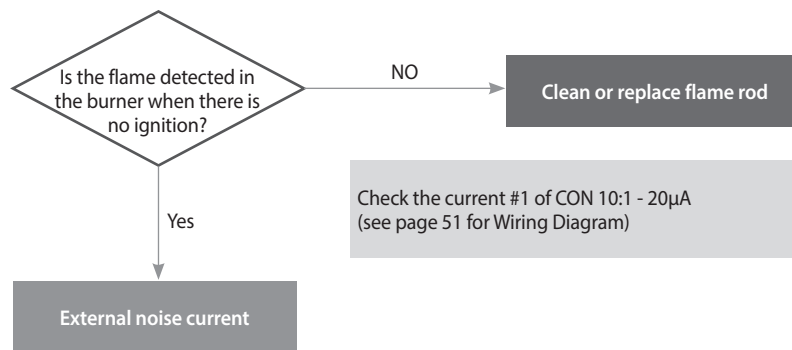 Is the flame detected in
the burner when there is
no ignition?
NO
Clean or replace flame rod
Check the current #1 of CON 10:1 - 20µA
(see page 51 for Wiring Diagram)
Yes
External noise current